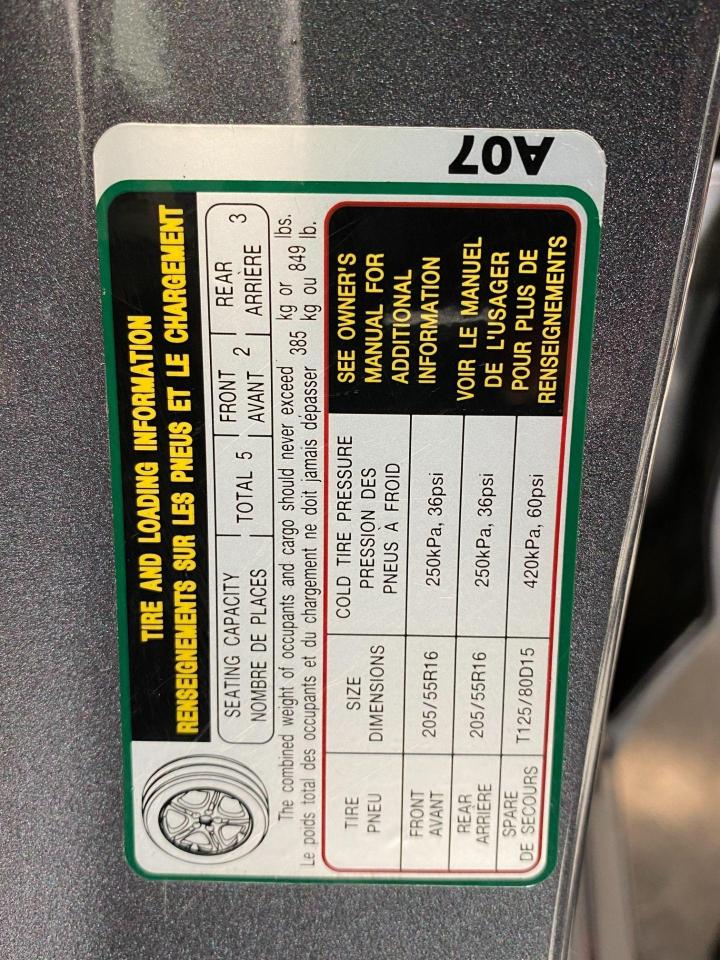 A07
TIRE AND LOADING INFORMATION
RENSEIGNEMENTS SUR LES PNEUS ET LE CHARGEMENT
SEATING CAPACITY
NOMBRE DE PLACES
TOTAL 5
FRONT
AVANT 2
REAR
ARRIÈRE 3
The combined weight of occupants and cargo should never exceed 385 kg or lbs.
Le poids total des occupants et du chargement ne doit jamais dépasser kg ou 849 lb.
TIRE
PNEU
SIZE
DIMENSIONS
COLD TIRE PRESSURE
PRESSION DES
PNEUS À FROID
FRONT
AVANT
205/55R16
250kPa, 36psi
REAR
ARRIERE
205/55R16
250kPa, 36psi
SPARE
DE SECOURS
T125/80D15
420kPa, 60psi
SEE OWNER'S
MANUAL FOR
ADDITIONAL
INFORMATION
VOIR LE MANUEL
DE L'USAGER
POUR PLUS DE
RENSEIGNEMENTS